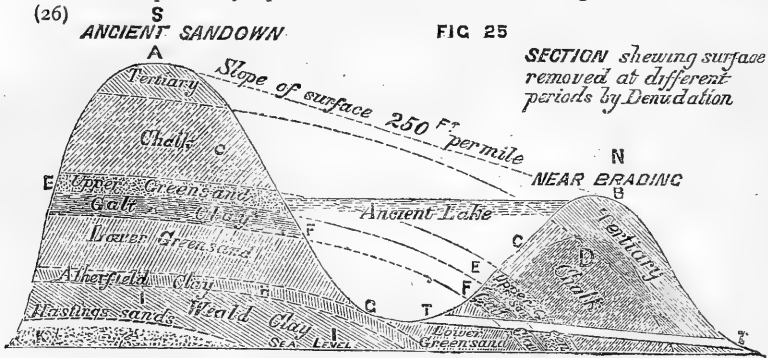 (26)
S
ANCIENT SANDOWN
FIG 25
A
SECTION shewing surface
removed at different
periods by Denudation
Tertiary
Slope of surface 250 Fт per mile
Chalk
C
N
NEAR BRADING
B
E
Upper Greensand
Galt Clay
Ancient Lake
Tertiary
F
C
D
Chalk
Lower Greensand
E
F
Upper
Atherfield Clay
G
T
Hastings sands
Weald Clay
Lower
Greensand
SEA LEVEL